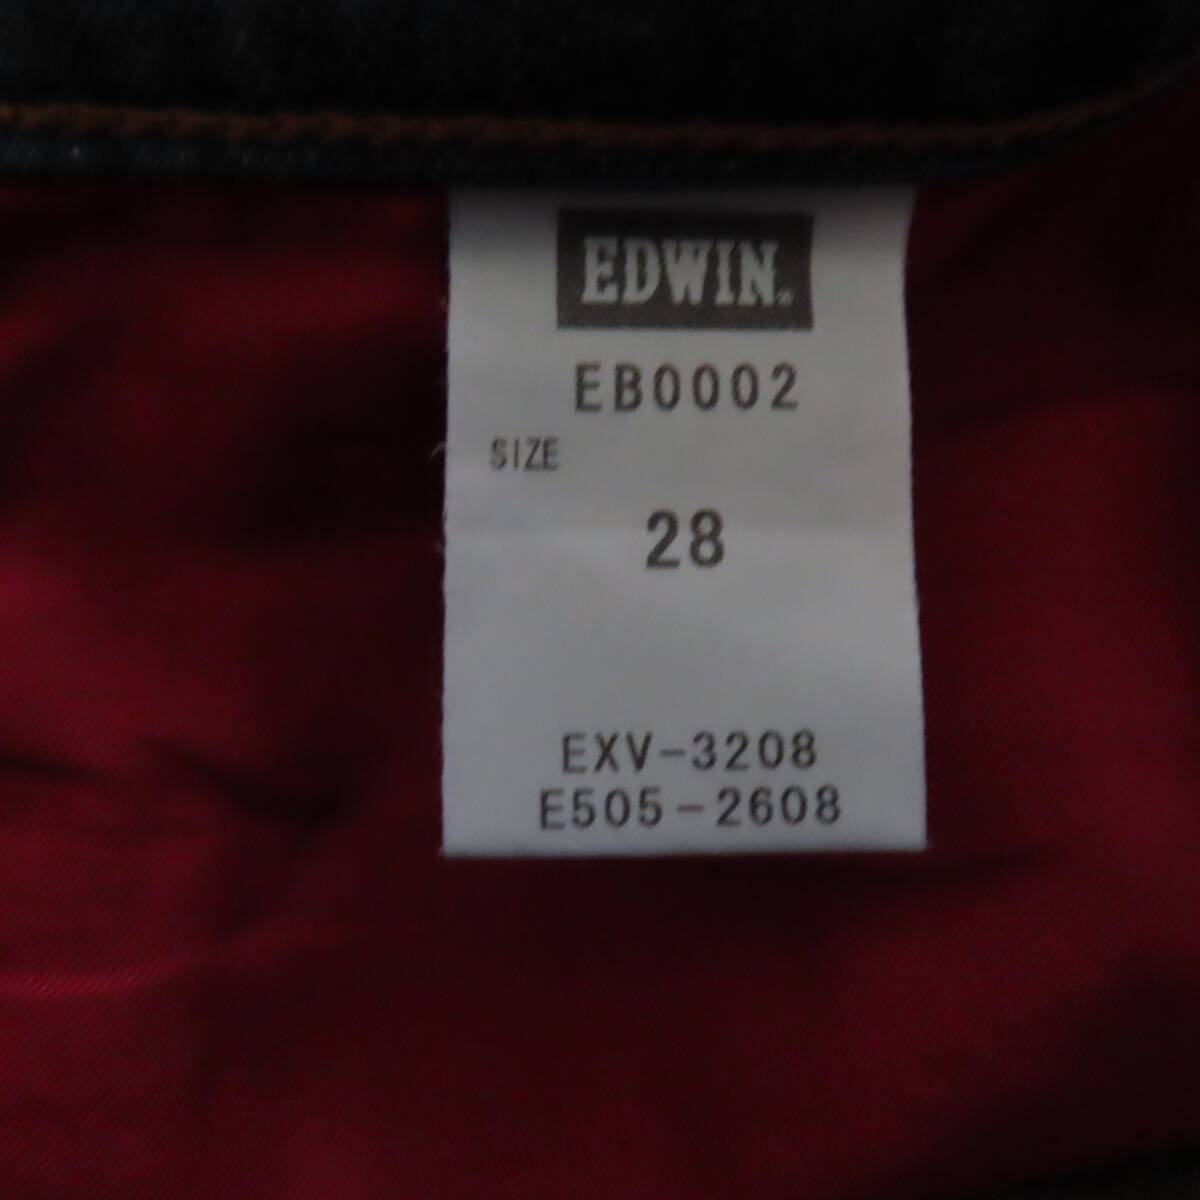 EDWIN.
EB0002
SIZE
28
EXV-3208
E505-2608